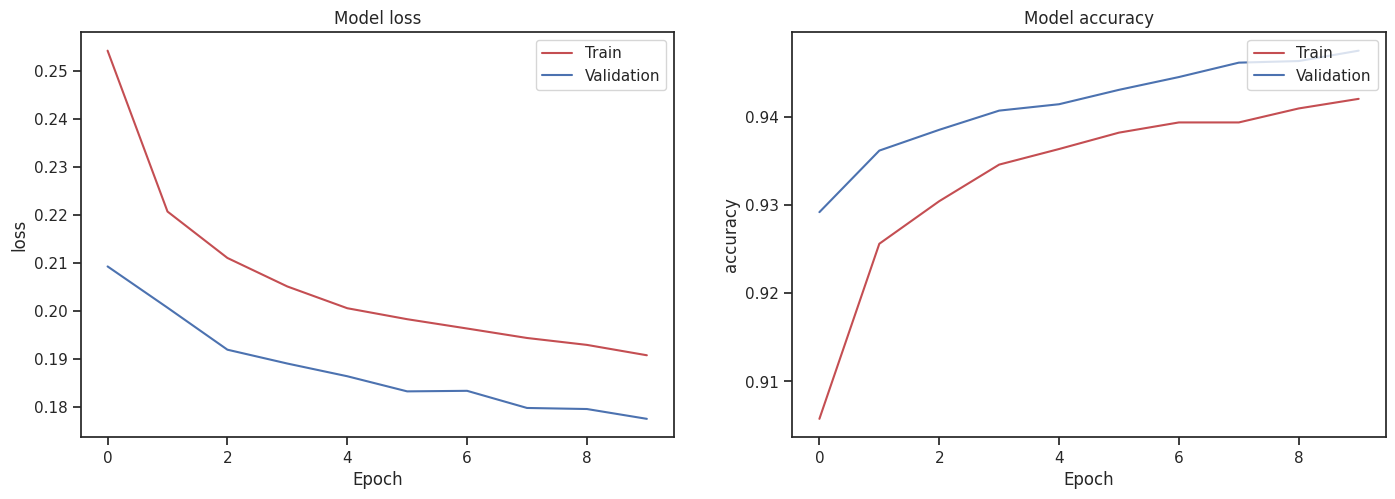 Model loss
0.25
0.24
0.23
0.22
0.21
0.20
0.19
0.18
loss
0 2 4 6 8
Epoch
Train
Validation
Model accuracy
0.94
0.93
0.92
0.91
accuracy
0 2 4 6 8
Epoch
Train
Validation